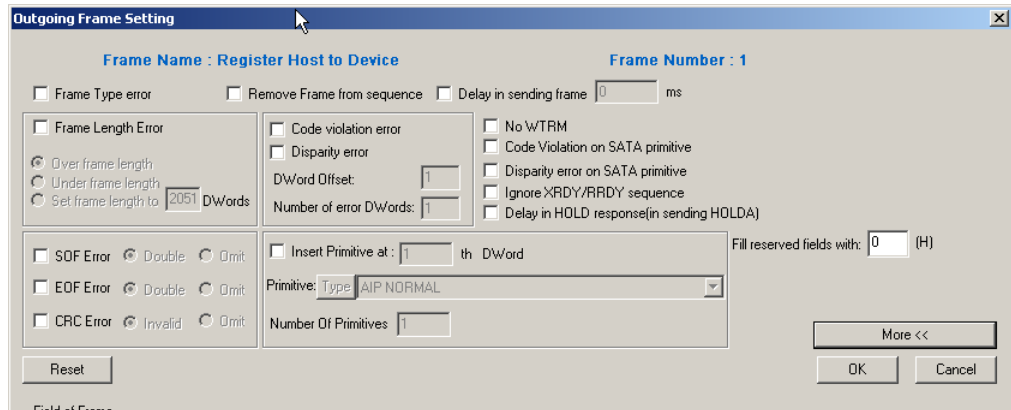 Outgoing Frame Setting
Frame Name : Register Host to Device Frame Number : 1
Frame Type error Remove Frame from sequence Delay in sending frame 0 ms
Frame Length Error
Over frame length
Under frame length
Set frame length to 2051 DWords
Code violation error
Disparity error
DWord Offset: 1
Number of error DWords: 1
No WTRM
Code Violation on SATA primitive
Disparity error on SATA primitive
Ignore XRDY/RRDY sequence
Delay in HOLD response(in sending HOLDA)
SOF Error Double Omit
EOF Error Double Omit
CRC Error Invalid Omit
Insert Primitive at : 1 th DWord
Primitive: Type AIP NORMAL
Number Of Primitives 1
Fill reserved fields with: 0 (H)
More <<
Reset OK Cancel
Field of Frame